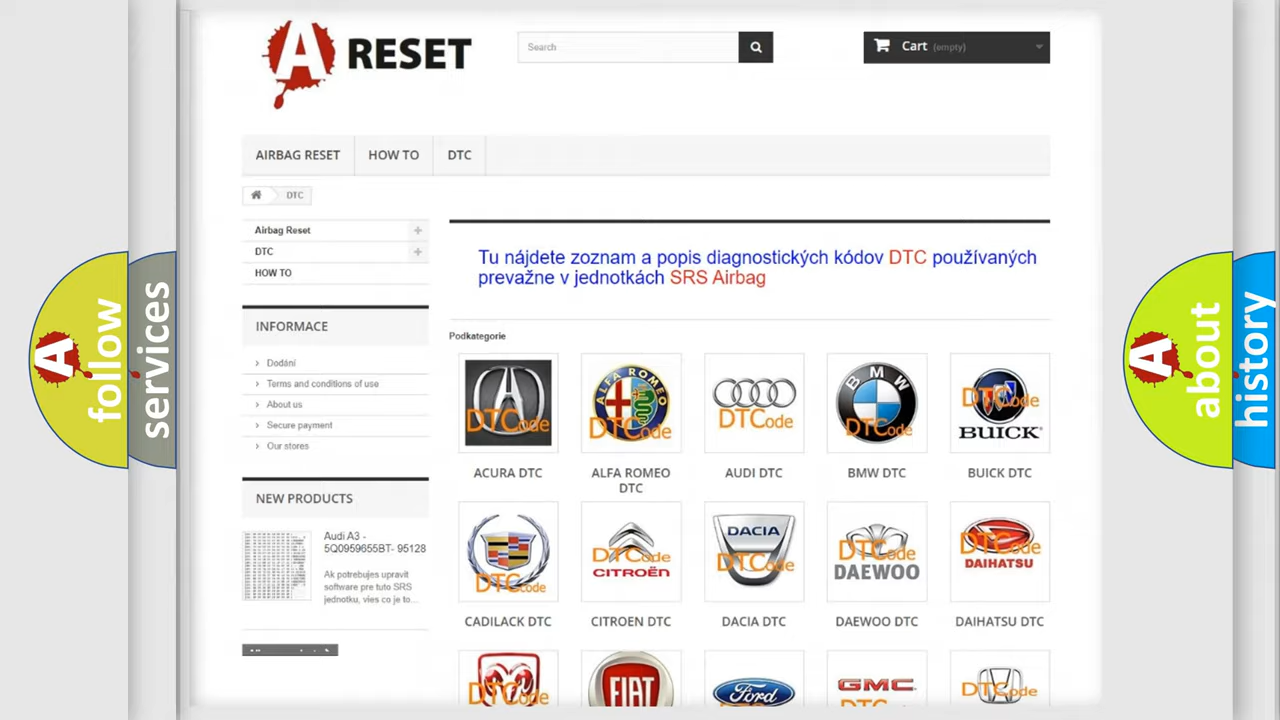 A RESET
Search
Cart (empty)
AIRBAG RESET
HOW TO
DTC
DTC
Airbag Reset
DTC
HOW TO
INFORMACE
Dodání
Terms and conditions of use
About us
Secure payment
Our stores
NEW PRODUCTS
Audi A3 -
5Q0959655BT- 95128
Ak potrebujes upravit
software pre tuto SRS
jednotku, vies co je to...
Tu nájdete zoznam a popis diagnostických kódov DTC používaných
prevažne v jednotkách SRS Airbag
Podkategorie
DTCode
ALFA ROMEO
DTCode
DTCode
BMW
DTCode
DTCode
BUICK
ACURA DTC
ALFA ROMEO
DTC
AUDI DTC
BMW DTC
BUICK DTC
DTCode
DTCode
CITROËN
DACIA
DTCode
DTCode
DAEWOO
DTCode
DAIHATSU
CADILACK DTC
CITROEN DTC
DACIA DTC
DAEWOO DTC
DAIHATSU DTC
DTCode
FIAT
Ford
GMC
DTCode
A follow
services
A about
history